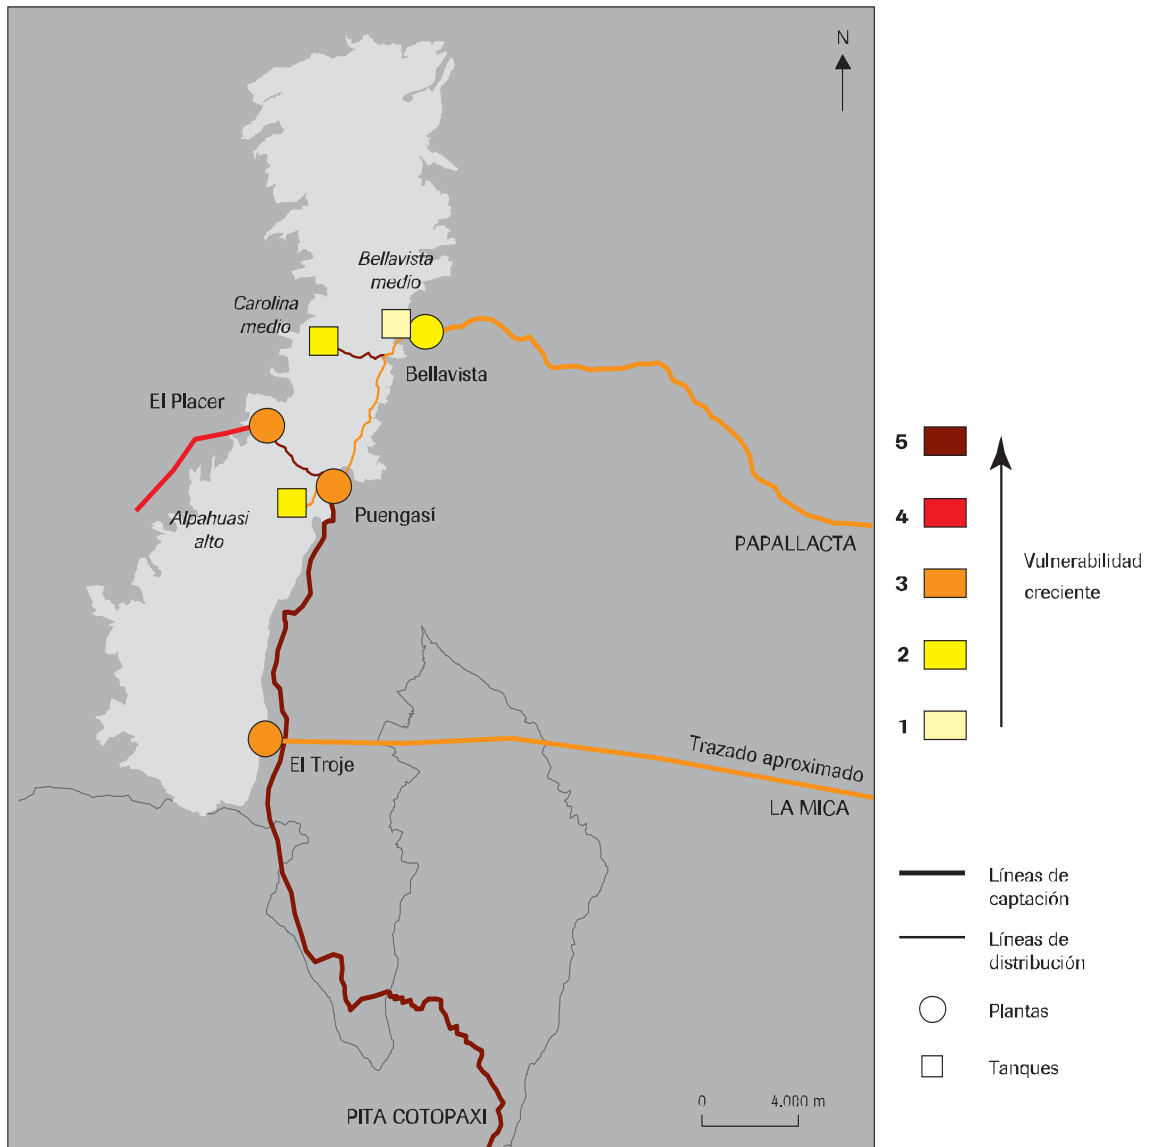 N
Bellavista
medio
Carolina
medio
Bellavista
El Placer
Puengasí
Alpahuasi
alto
PAPALLACTA
El Troje
Trazado aproximado
LA MICA
PITA COTOPAXI
0 4.000 m
5
4
3
2
1
Vulnerabilidad
creciente
Líneas de
captación
Líneas de
distribución
Plantas
Tanques